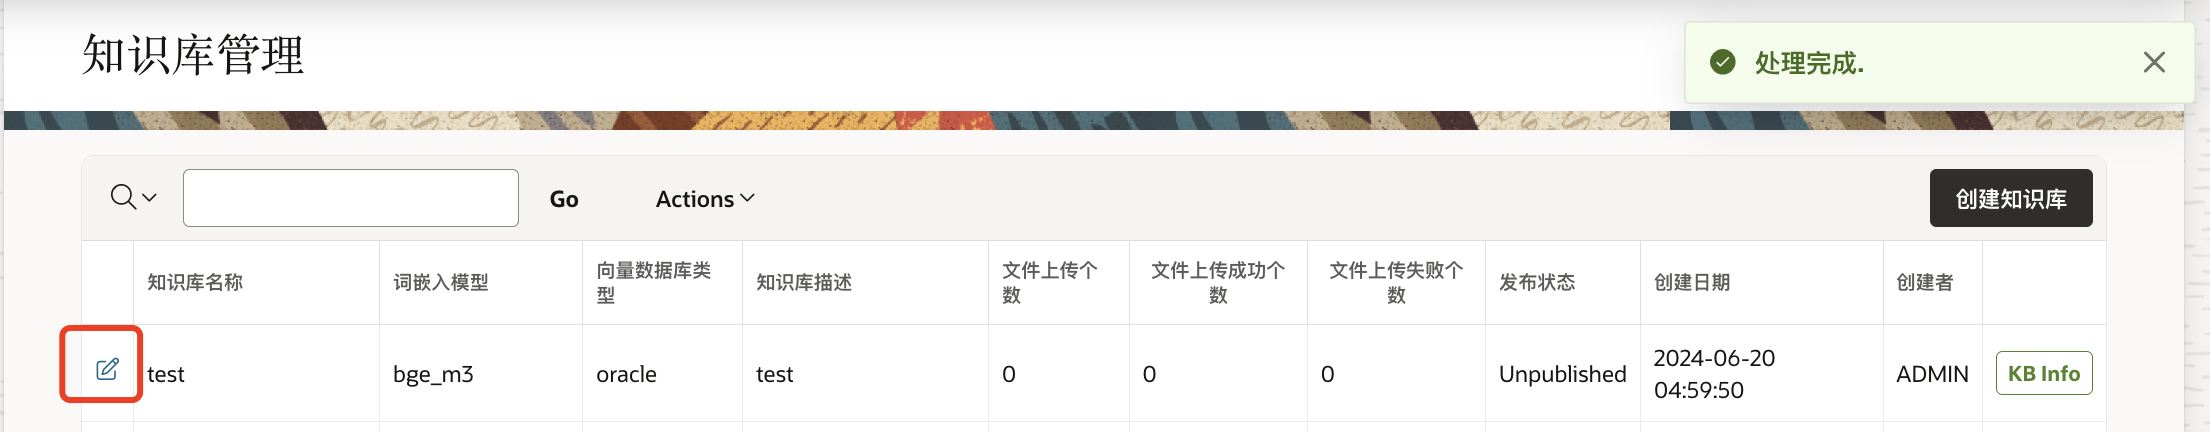 知识库管理
处理完成.
Go
Actions
创建知识库
知识库名称
词嵌入模型
向量数据库类
型
知识库描述
文件上传个
数
文件上传成功个
数
文件上传失败个
数
发布状态
创建日期
创建者
test
bge_m3
oracle
test
0
0
0
Unpublished
2024-06-20
04:59:50
ADMIN
KB Info